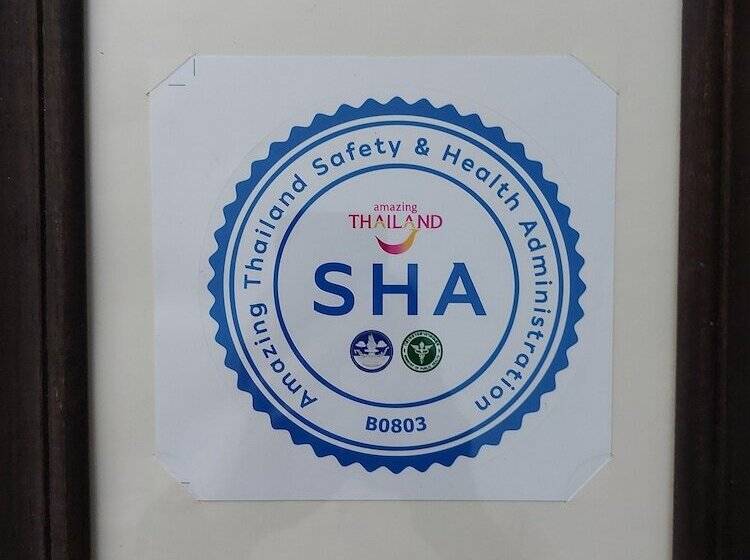 Amazing Thailand Safety & Health Administration
amazing
THAILAND
SHA
B0803